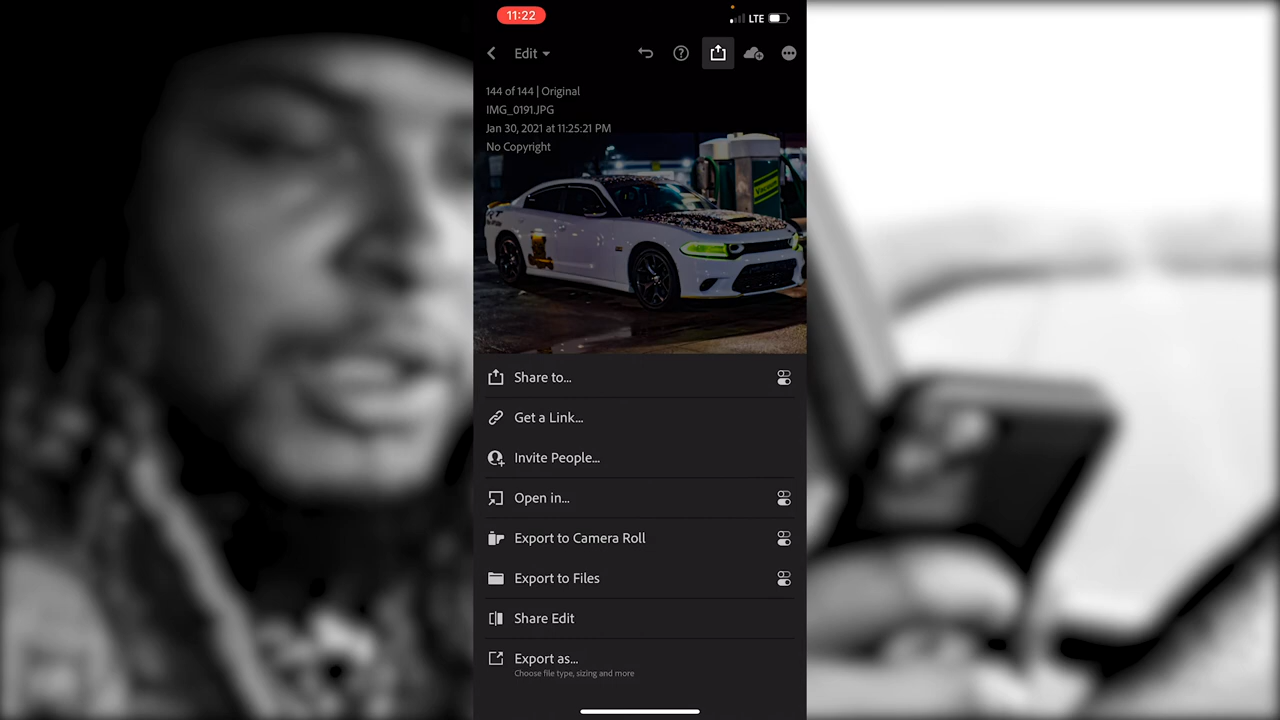 11:22
LTE
Edit
144 of 144 | Original
IMG_0191.JPG
Jan 30, 2021 at 11:25:21 PM
No Copyright
Vacuum
Share to...
Get a Link...
Invite People...
Open in...
Export to Camera Roll
Export to Files
Share Edit
Export as...
Choose file type, sizing and more